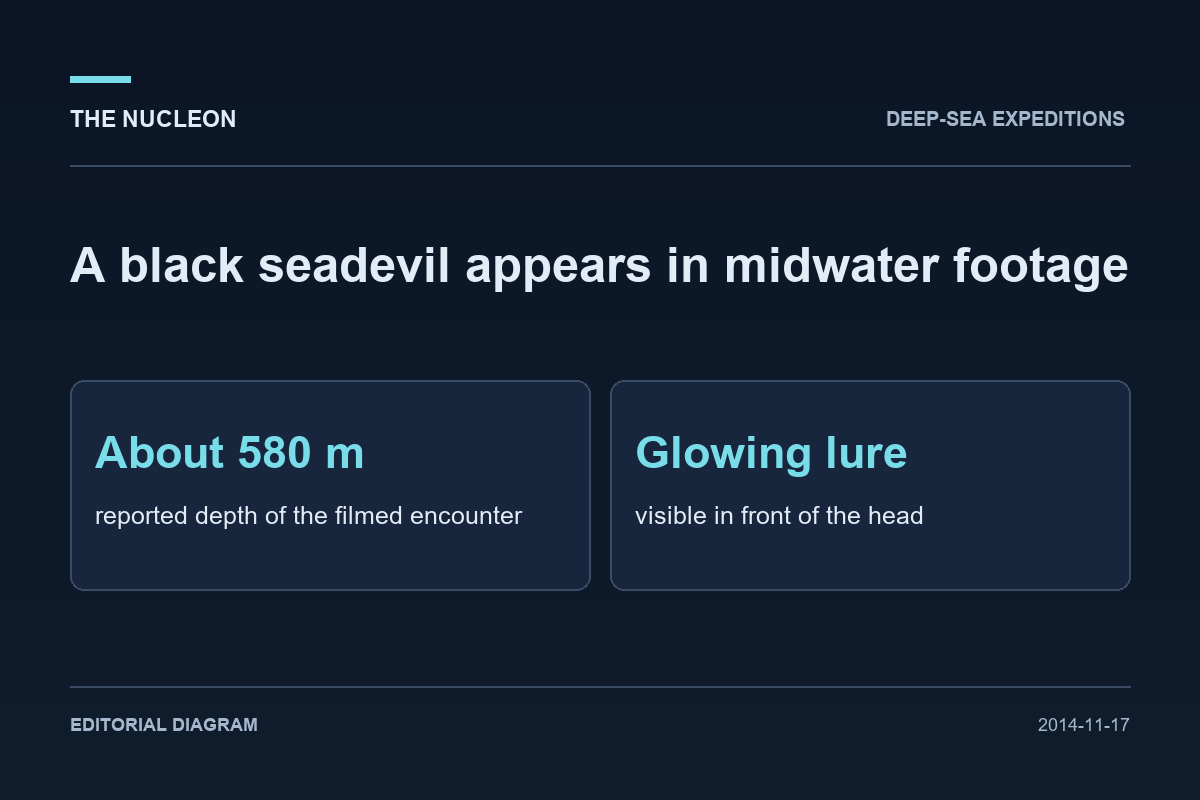 THE NUCLEON
DEEP-SEA EXPEDITIONS
A black seadevil appears in midwater footage
About 580 m
reported depth of the filmed encounter
Glowing lure
visible in front of the head
EDITORIAL DIAGRAM
2014-11-17